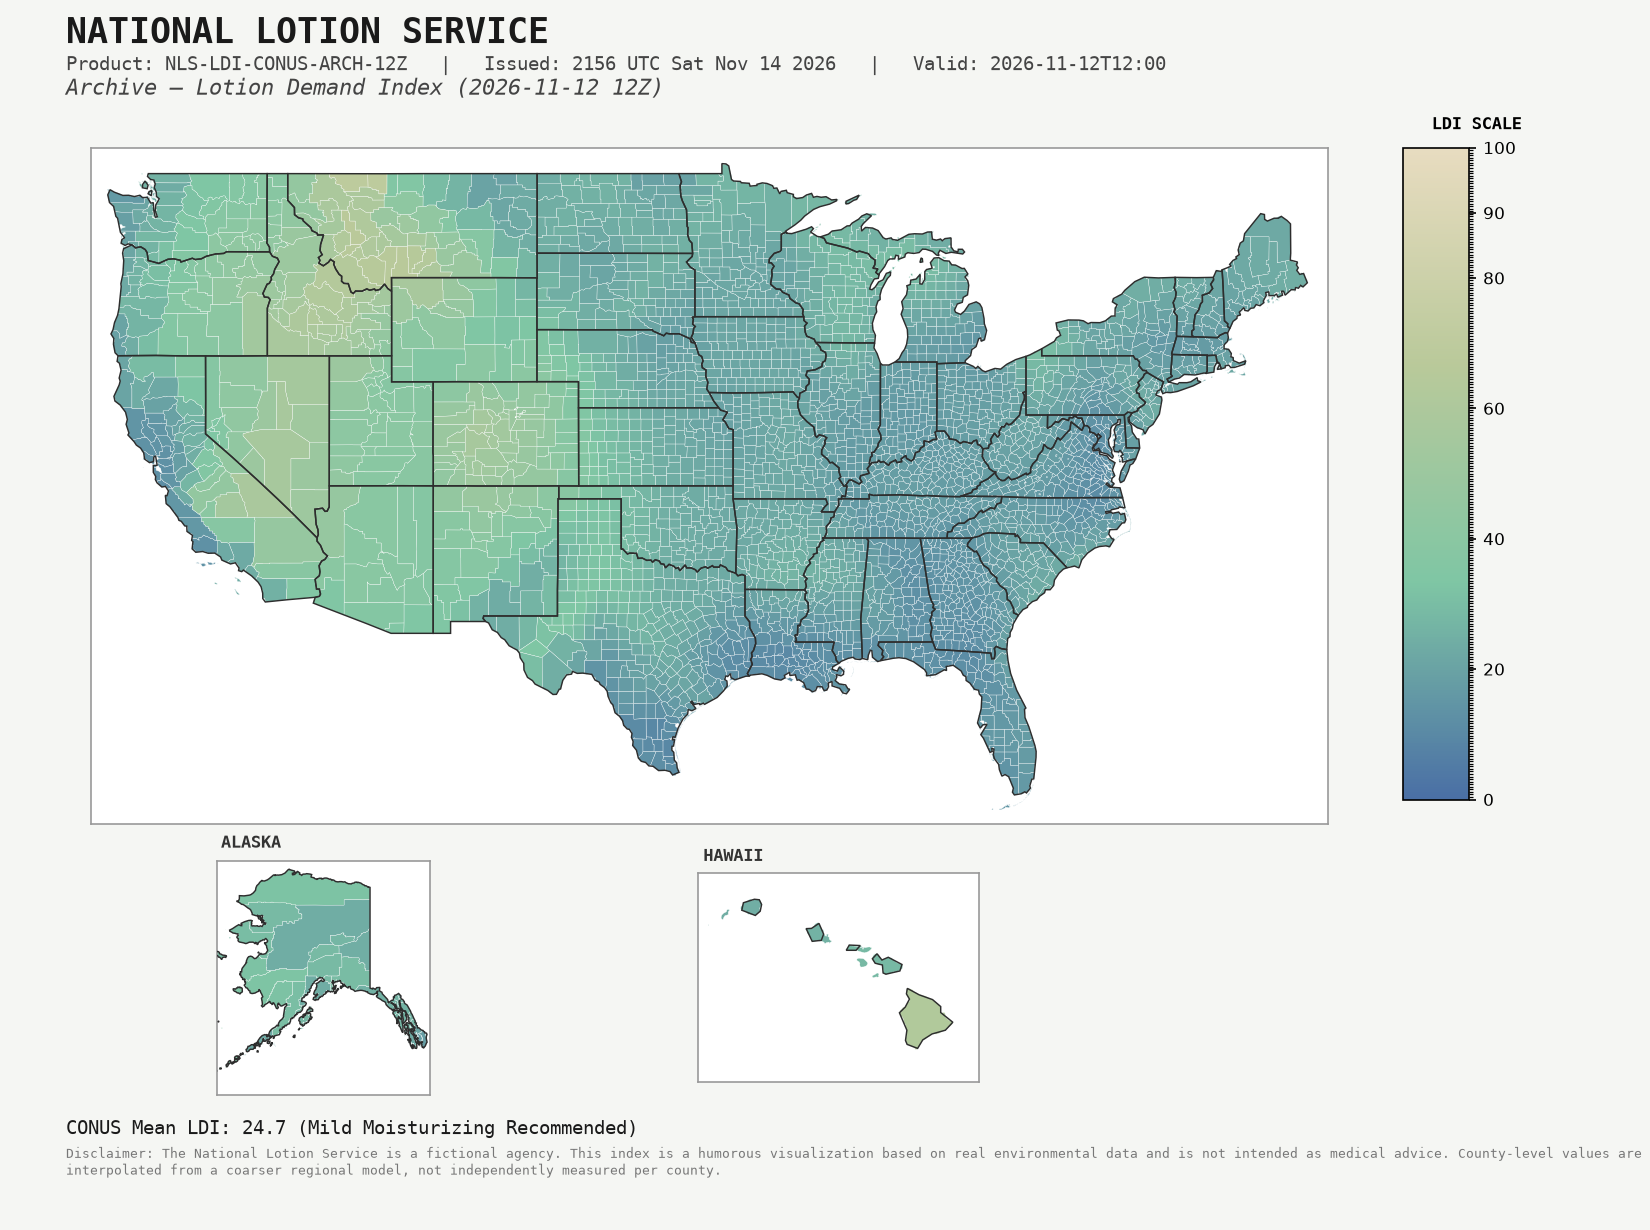 NATIONAL LOTION SERVICE
Product: NLS-LDI-CONUS-ARCH-12Z   |   Issued: 2156 UTC Sat Nov 14 2026   |   Valid: 2026-11-12T12:00
Archive – Lotion Demand Index (2026-11-12 12Z)
LDI SCALE
100
90
80
60
40
20
0
ALASKA
HAWAII
CONUS Mean LDI: 24.7 (Mild Moisturizing Recommended)
Disclaimer: The National Lotion Service is a fictional agency. This index is a humorous visualization based on real environmental data and is not intended as medical advice. County-level values are
interpolated from a coarser regional model, not independently measured per county.